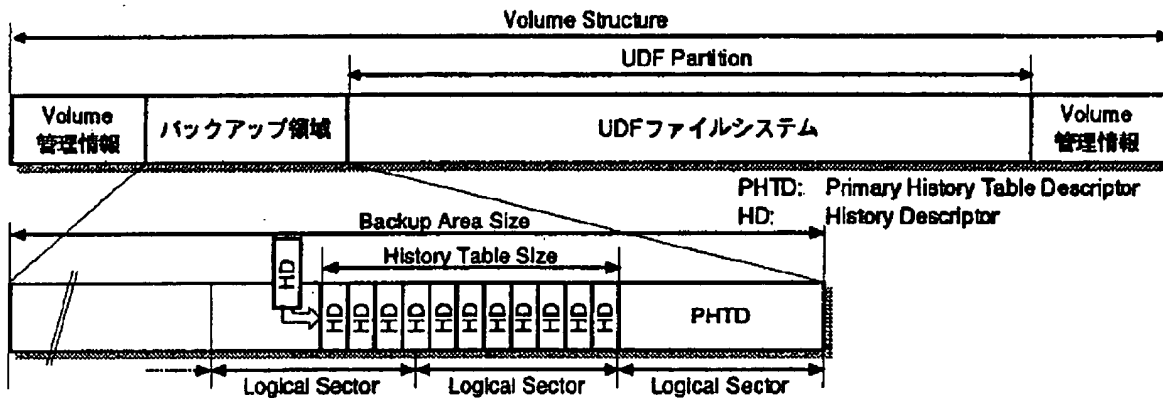 Volume Structure
UDF Partition
Volume
管理情報
バックアップ領域
UDFファイルシステム
Volume
管理情報
PHTD: Primary History Table Descriptor
HD: History Descriptor
Backup Area Size
History Table Size
HD
HD HD HD HD HD HD HD HD HD HD HD
PHTD
Logical Sector
Logical Sector
Logical Sector